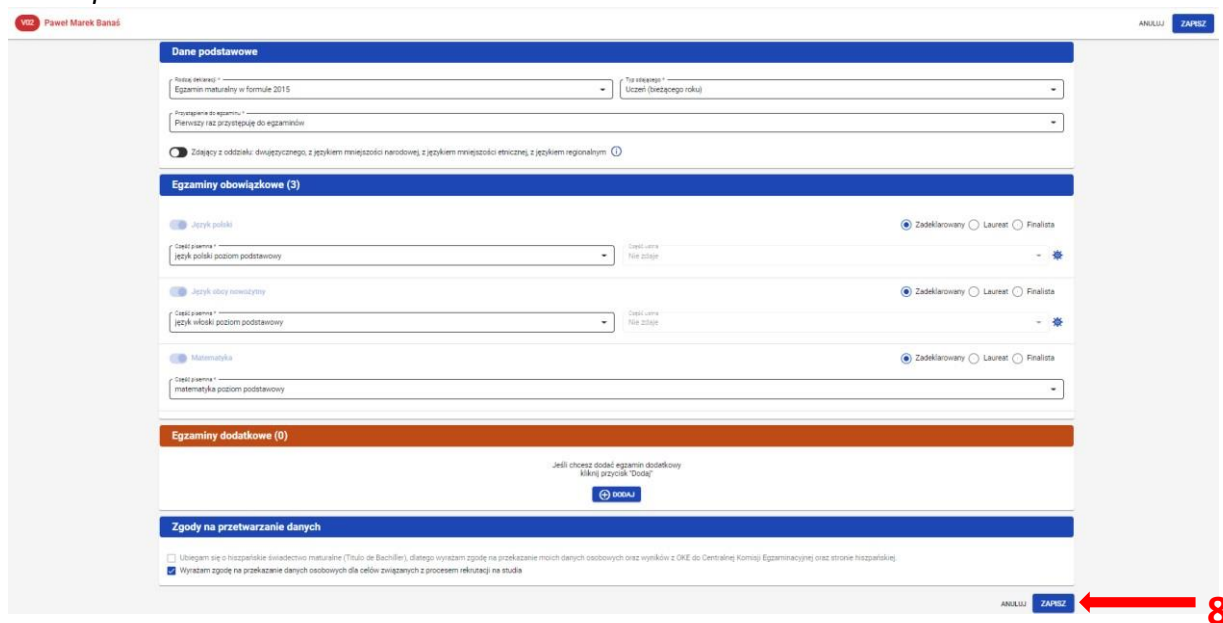 V02 Paweł Marek Banaś
ANULUJ ZAPISZ
Dane podstawowe
Rodzaj deklaracji *
Egzamin maturalny w formule 2015
Typ zdającego *
Uczeń (bieżącego roku)
Przystąpienie do egzaminu *
Pierwszy raz przystępuję do egzaminów
Zdający z oddziału: dwujęzycznego, z językiem mniejszości narodowej, z językiem mniejszości etnicznej, z językiem regionalnym
Egzaminy obowiązkowe (3)
Język polski
Zadeklarowany Laureat Finalista
Część pisemna *
język polski poziom podstawowy
Część ustna
Nie zdaje
Język obcy nowożytny
Zadeklarowany Laureat Finalista
Część pisemna *
język włoski poziom podstawowy
Część ustna
Nie zdaje
Matematyka
Zadeklarowany Laureat Finalista
Część pisemna *
matematyka poziom podstawowy
Egzaminy dodatkowe (0)
Jeśli chcesz dodać egzamin dodatkowy
kliknij przycisk "Dodaj"
DODAJ
Zgody na przetwarzanie danych
Ubiegam się o hiszpańskie świadectwo maturalne (Titulo de Bachiller), dlatego wyrażam zgodę na przekazanie moich danych osobowych oraz wyników z OKE do Centralnej Komisji Egzaminacyjnej oraz stronie hiszpańskiej.
Wyrażam zgodę na przekazanie danych osobowych dla celów związanych z procesem rekrutacji na studia
ANULUJ ZAPISZ
8